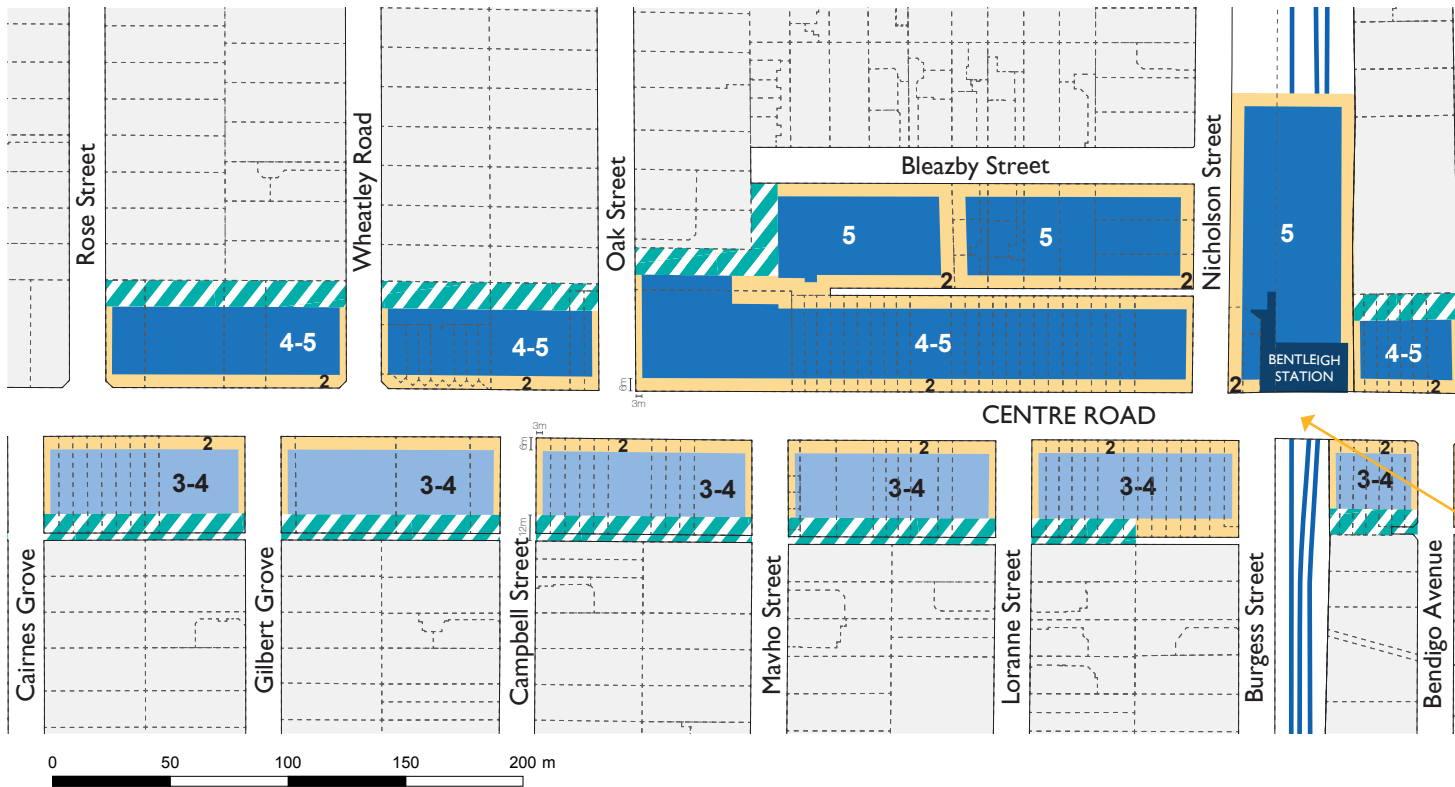 Rose Street
Wheatley Road
Oak Street
Bleazby Street
Nicholson Street
5
5
5
2
2
4-5
2
4-5
2
4-5
2
2
BENTLEIGH
STATION
4-5
2
6m
3m
CENTRE ROAD
3m
6m
12m
2
3-4
3-4
2
3-4
3-4
2
3-4
2
3-4
Cairnes Grove
Gilbert Grove
Campbell Street
Mavho Street
Loranne Street
Burgess Street
Bendigo Avenue
0 50 100 150 200 m